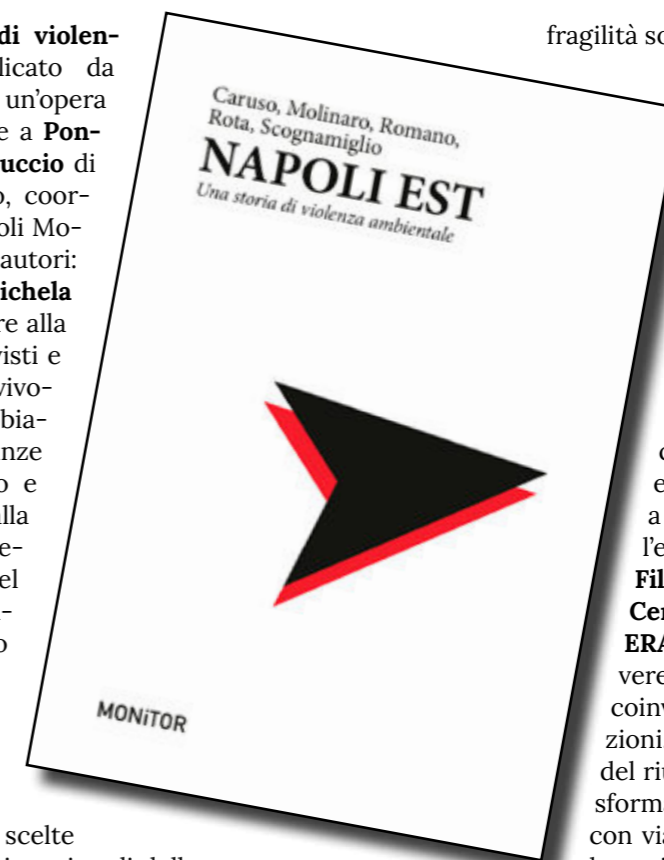 di violen-
licato da
un'opera
e a Pon-
uccio di
o, coor-
oli Mo-
autori:
ichela
re alla
visti e
vivo-
bia-
nze
o e
lla
e-
el
-
o
scelte
fragilità so
Caruso, Molinaro, Romano,
Rota, Scognamiglio
NAPOLI EST
Una storia di violenza ambientale
MONiTOR
c
e
a
l'e
Fil
Cer
ERA
vere
coinv
zioni
del riu
sform
con via